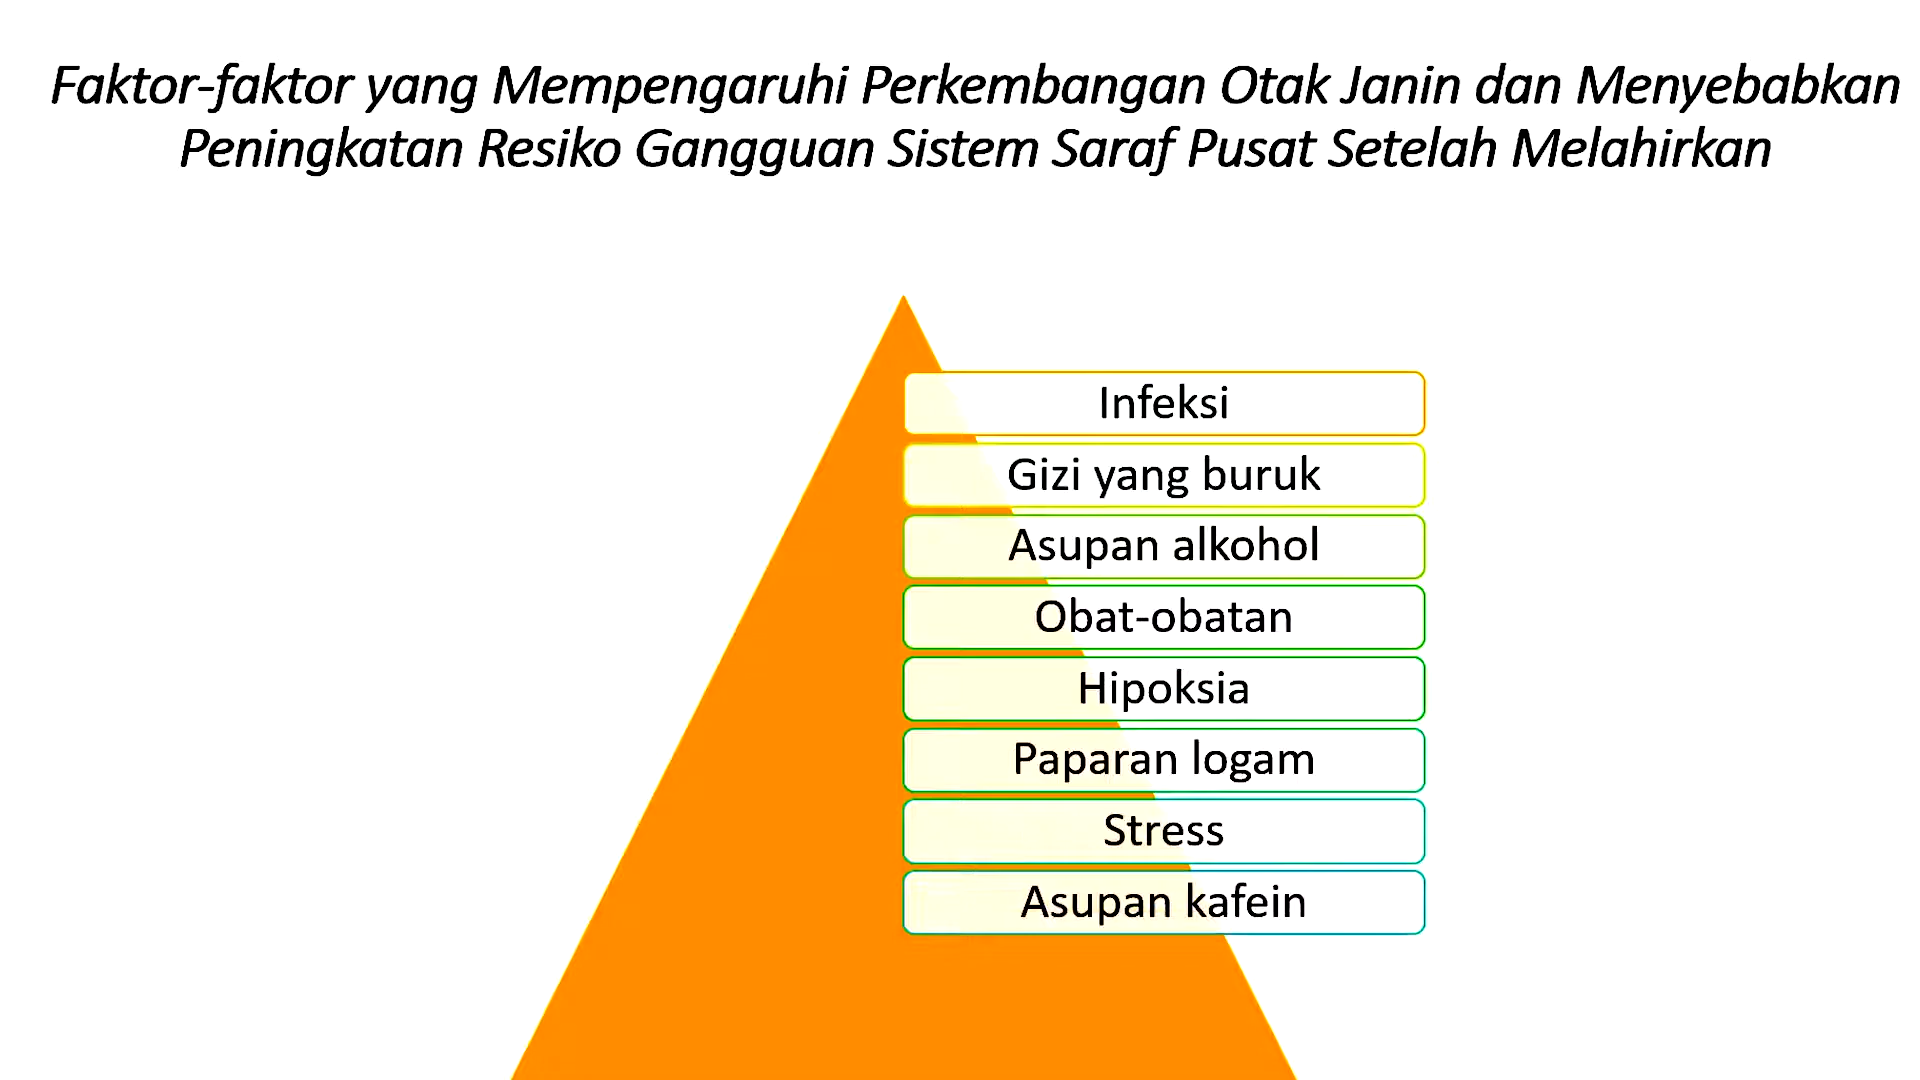 Faktor-faktor yang Mempengaruhi Perkembangan Otak Janin dan Menyebabkan
Peningkatan Resiko Gangguan Sistem Saraf Pusat Setelah Melahirkan
Infeksi
Gizi yang buruk
Asupan alkohol
Obat-obatan
Hipoksia
Paparan logam
Stress
Asupan kafein